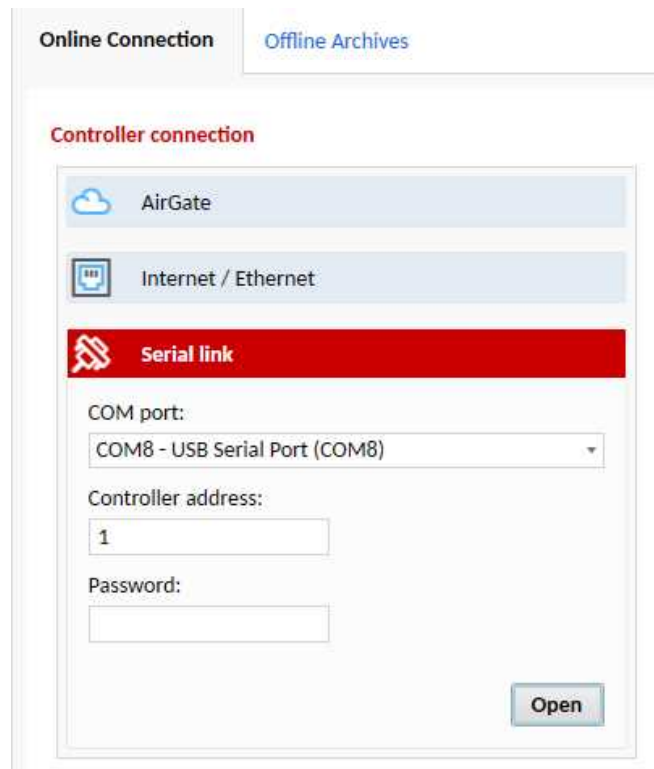 Online Connection
Offline Archives
Controller connection
AirGate
Internet / Ethernet
Serial link
COM port:
COM8 - USB Serial Port (COM8)
Controller address:
1
Password:
Open